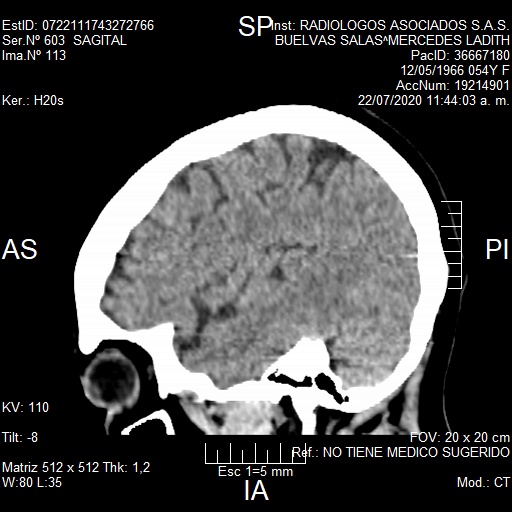 EstID: 0722111743272766
Ser.Nº 603 SAGITAL
Ima.Nº 113
Ker.: H20s
SP
Inst: RADIOLOGOS ASOCIADOS S.A.S.
BUELVAS SALAS^MERCEDES LADITH
PacID: 36667180
12/05/1966 054Y F
AccNum: 19214901
22/07/2020 11:44:03 a. m.
AS
PI
KV: 110
Tilt: -8
Matriz 512 x 512 Thk: 1,2
W:80 L:35
Esc 1=5 mm
IA
FOV: 20 x 20 cm
Ref.: NO TIENE MEDICO SUGERIDO
Mod.: CT